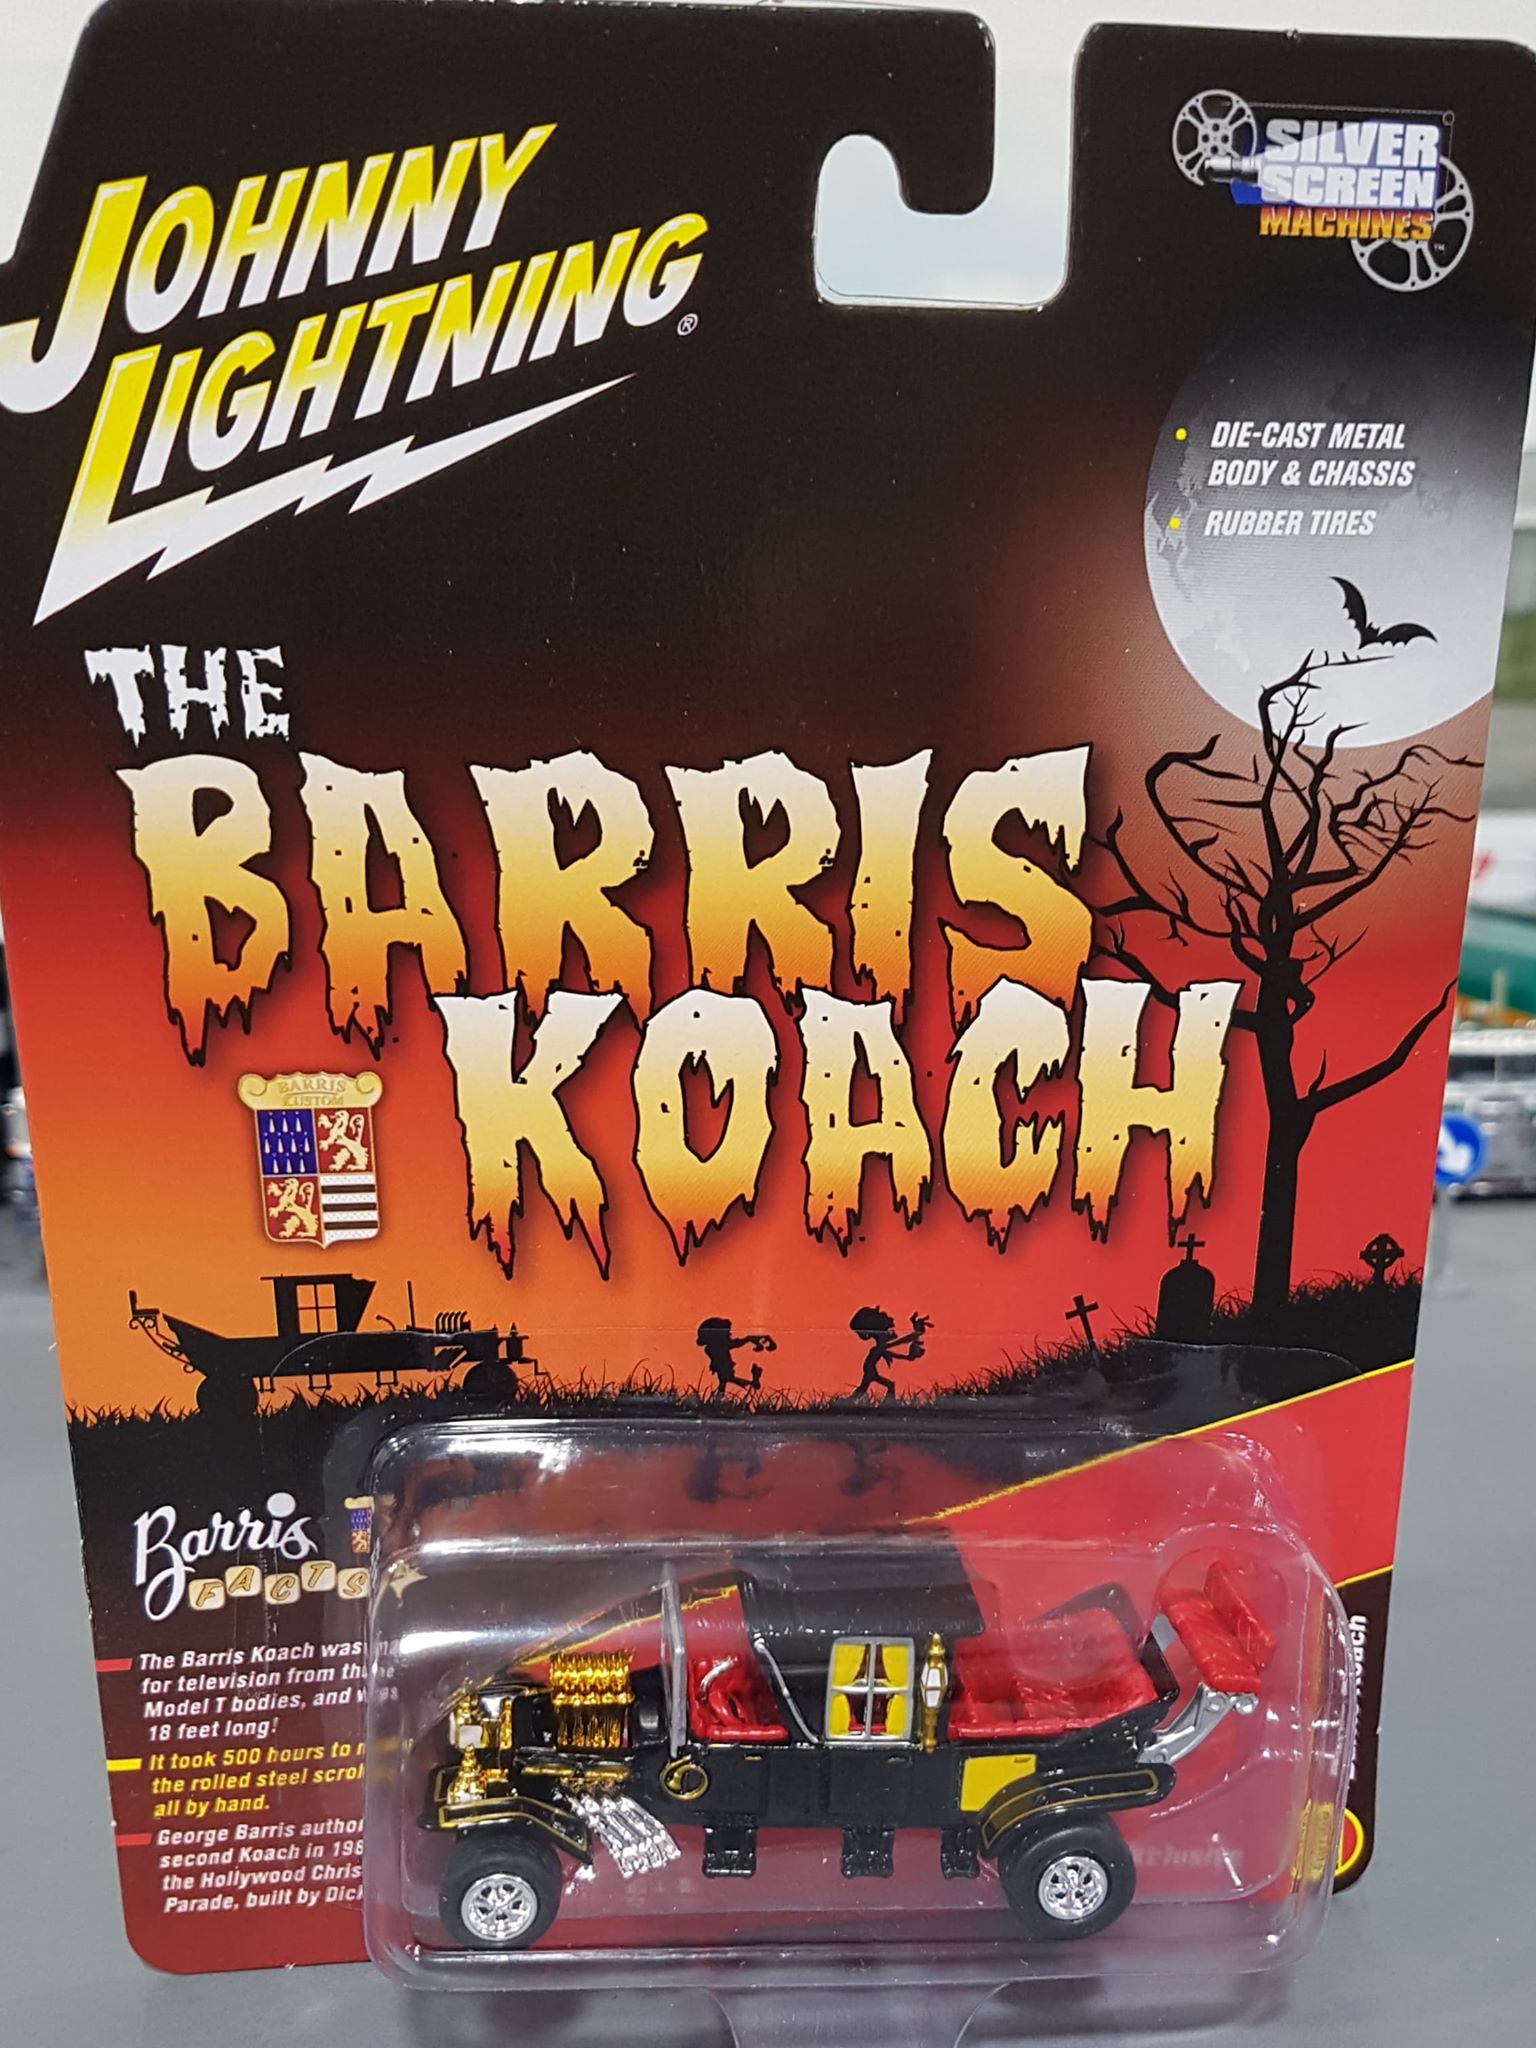 JOHNNY
LIGHTNING®
SILVER
SCREEN
MACHINES™
• DIE-CAST METAL
BODY & CHASSIS
• RUBBER TIRES
THE
BARRIS
KOACH
BARRIS
KUSTOM
Barris
FACTS
The Barris Koach was
for television from
Model T bodies, and was
18 feet long!
It took 500 hours to
the rolled steel
all by hand.
George Barris
second Koach in
the Hollywood
Parade, built by